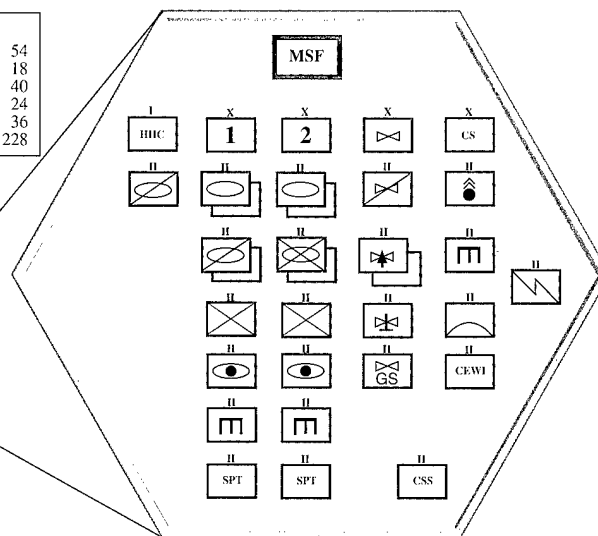 54
18
40
24
36
228
MSF
I X X X X
HHC 1 2 CS
II II II II II
II II II II II
II
II II II II
II II II II
GS CEWI
II II
II II II
SPT SPT CSS